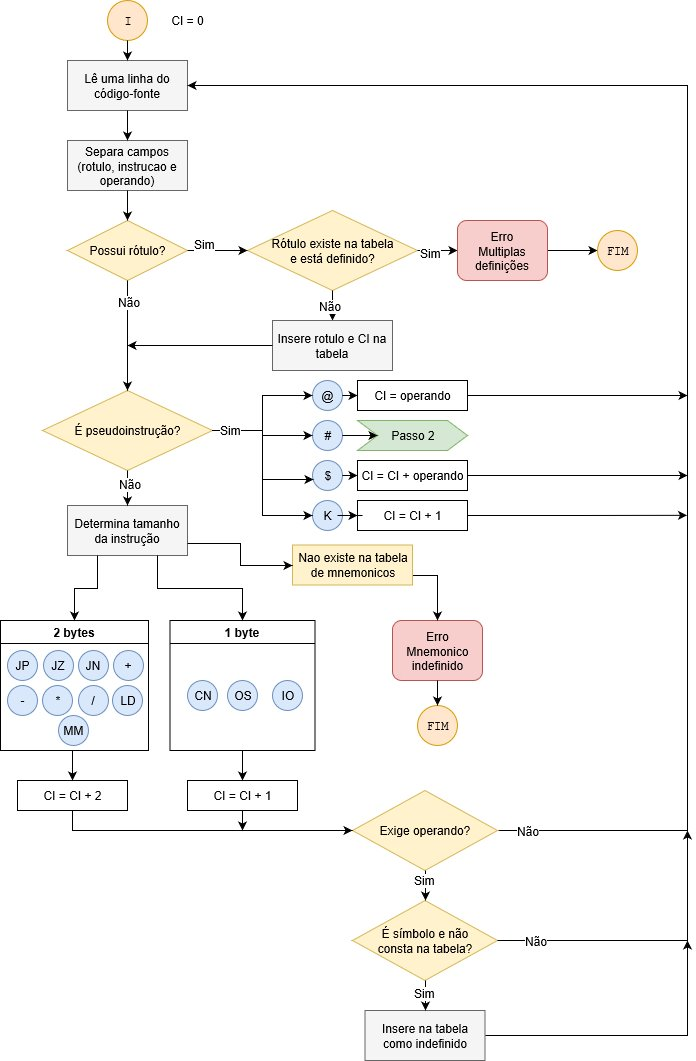 I
CI = 0
Lê uma linha do
código-fonte
Separa campos
(rotulo, instrucao e
operando)
Possui rótulo?
Sim
Rótulo existe na tabela
e está definido?
Sim
Erro
Multiplas
definições
FIM
Não
Não
Insere rotulo e CI na
tabela
É pseudoinstrução?
Sim
@
CI = operando
#
Passo 2
$
CI = CI + operando
K
CI = CI + 1
Não
Determina tamanho
da instrução
Nao existe na tabela
de mnemonicos
Erro
Mnemonico
indefinido
FIM
2 bytes
JP
JZ
JN
+
-
*
/
LD
MM
1 byte
CN
OS
IO
CI = CI + 2
CI = CI + 1
Exige operando?
Não
Sim
É símbolo e não
consta na tabela?
Não
Sim
Insere na tabela
como indefinido